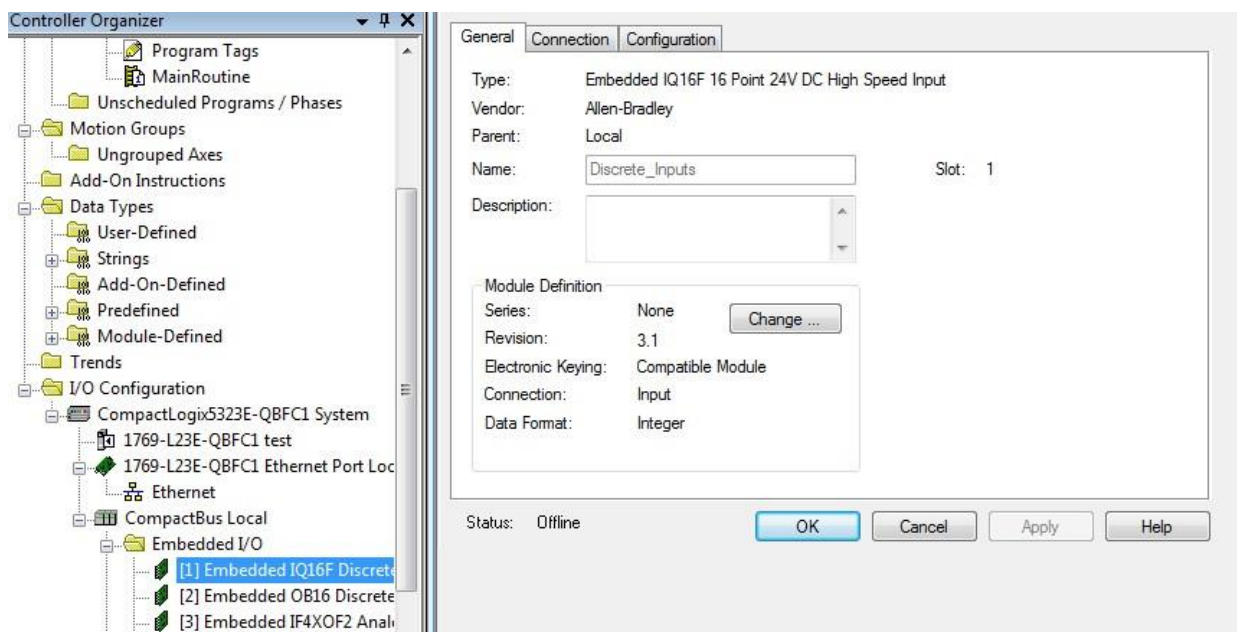 Controller Organizer
Program Tags
MainRoutine
Unscheduled Programs / Phases
Motion Groups
Ungrouped Axes
Add-On Instructions
Data Types
User-Defined
Strings
Add-On-Defined
Predefined
Module-Defined
Trends
I/O Configuration
CompactLogix5323E-QBFC1 System
1769-L23E-QBFC1 test
1769-L23E-QBFC1 Ethernet Port Loc
Ethernet
CompactBus Local
Embedded I/O
[1] Embedded IQ16F Discrete
[2] Embedded OB16 Discrete
[3] Embedded IF4XOF2 Anal
General Connection Configuration
Type: Embedded IQ16F 16 Point 24V DC High Speed Input
Vendor: Allen-Bradley
Parent: Local
Name: Discrete_Inputs Slot: 1
Description:
Module Definition
Series: None Change ...
Revision: 3.1
Electronic Keying: Compatible Module
Connection: Input
Data Format: Integer
Status: Offline OK Cancel Apply Help